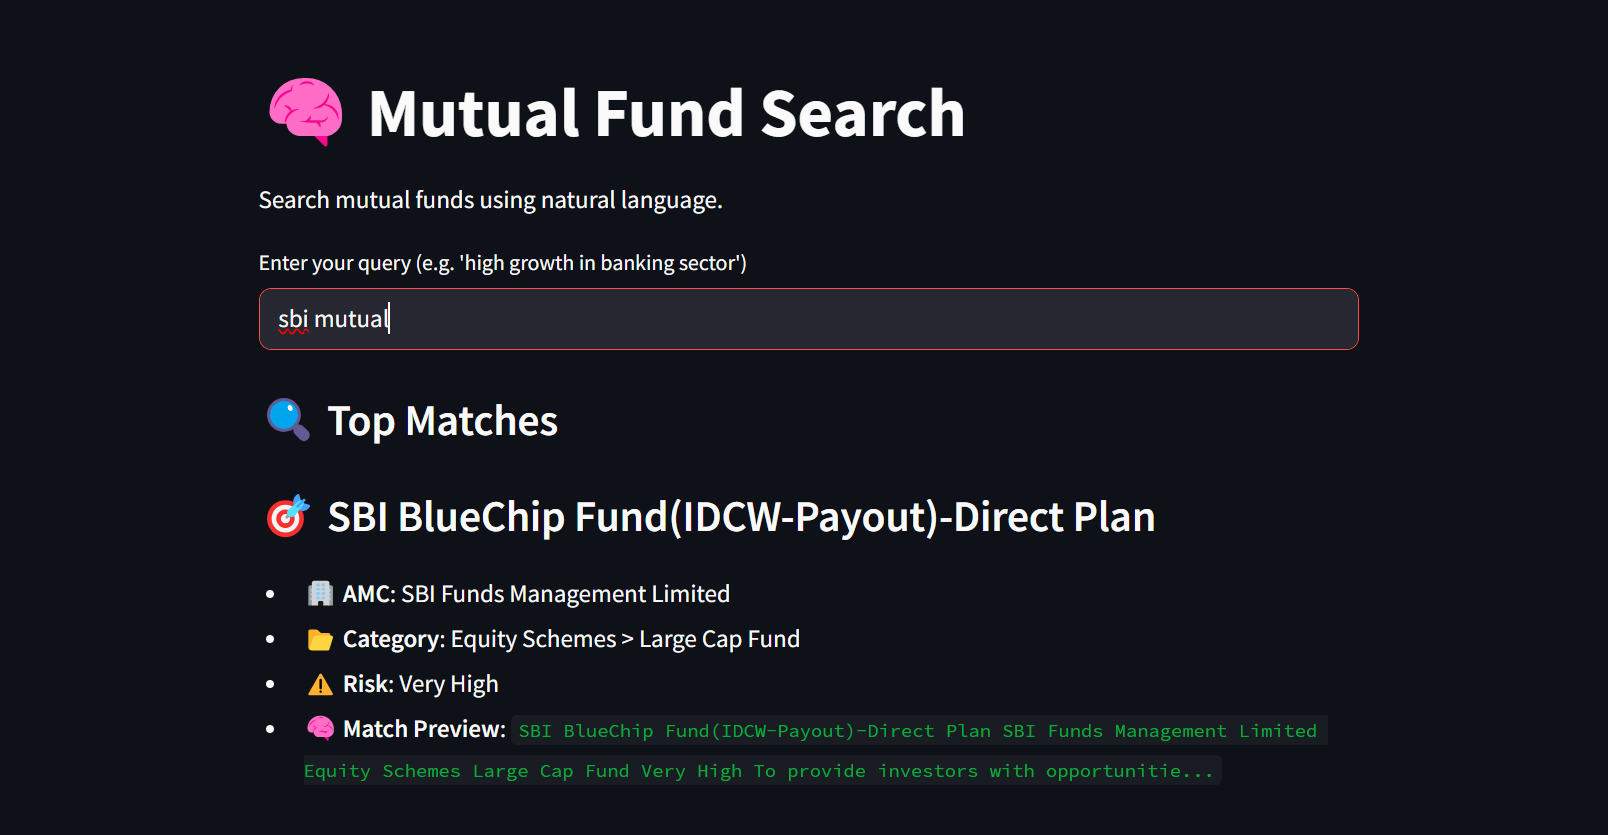 Mutual Fund Search
Search mutual funds using natural language.
Enter your query (e.g. 'high growth in banking sector')
sbi mutual
Top Matches
SBI BlueChip Fund(IDCW-Payout)-Direct Plan
AMC: SBI Funds Management Limited
Category: Equity Schemes > Large Cap Fund
Risk: Very High
Match Preview: SBI BlueChip Fund(IDCW-Payout)-Direct Plan SBI Funds Management Limited
Equity Schemes Large Cap Fund Very High To provide investors with opportunitie...